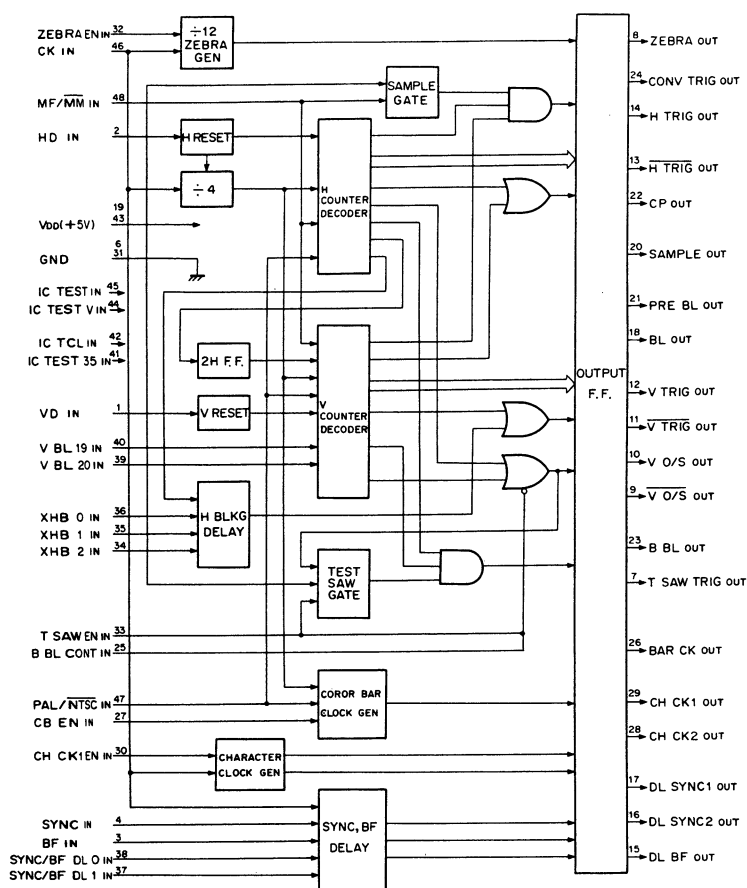 32
ZEBRA EN IN
46
CK IN
÷12
ZEBRA
GEN
48
MF/M̅M̅ IN
SAMPLE
GATE
2
HD IN
H RESET
÷4
H
COUNTER
DECODER
19
43
VDD(+5V)
6
31
GND
45
IC TEST IN
44
IC TEST V IN
42
IC TCL IN
41
IC TEST 35 IN
2H F.F.
1
VD IN
V RESET
V
COUNTER
DECODER
40
V BL 19 IN
39
V BL 20 IN
36
XHB 0 IN
35
XHB 1 IN
34
XHB 2 IN
H BLKG
DELAY
TEST
SAW
GATE
33
T SAW EN IN
25
B BL CONT IN
47
PAL/N̅T̅S̅C̅ IN
27
CB EN IN
COROR BAR
CLOCK GEN
30
CH CK1EN IN
CHARACTER
CLOCK GEN
4
SYNC IN
3
BF IN
38
SYNC/BF DL 0 IN
37
SYNC/BF DL 1 IN
SYNC, BF
DELAY
OUTPUT
F.F.
8
ZEBRA OUT
24
CONV TRIG OUT
14
H TRIG OUT
13
H̅ ̅T̅R̅I̅G̅ OUT
22
CP OUT
20
SAMPLE OUT
21
PRE BL OUT
18
BL OUT
12
V TRIG OUT
11
V̅ ̅T̅R̅I̅G̅ OUT
10
V O/S OUT
9
V̅ ̅O̅/̅S̅ OUT
23
B BL OUT
7
T SAW TRIG OUT
26
BAR CK OUT
29
CH CK1 OUT
28
CH CK2 OUT
17
DL SYNC1 OUT
16
DL SYNC2 OUT
15
DL BF OUT